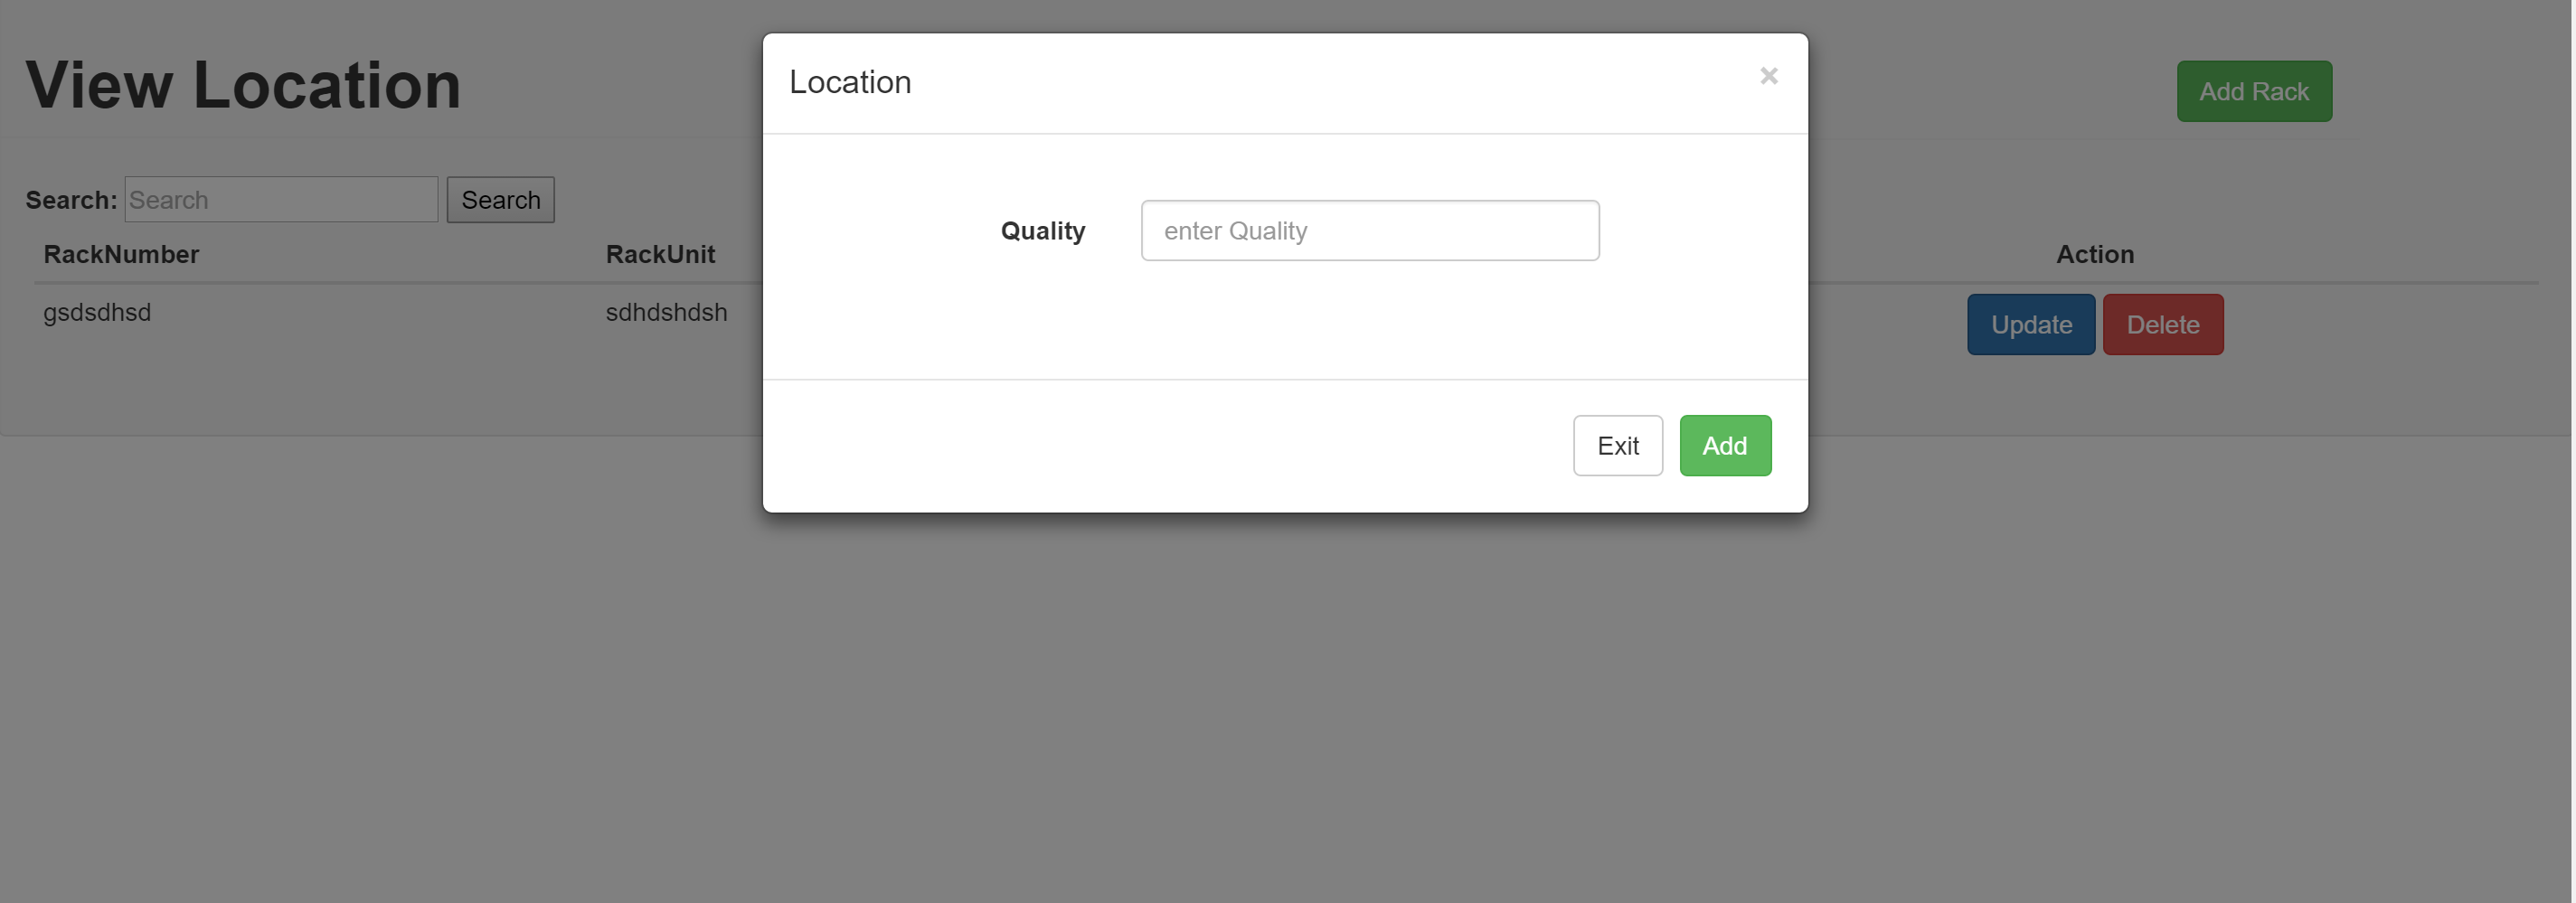 View Location
Add Rack
Search: Search Search
RackNumber RackUnit Action
gsdsdhsd sdhdshdsh Update Delete
Location ×
Quality enter Quality
Exit Add